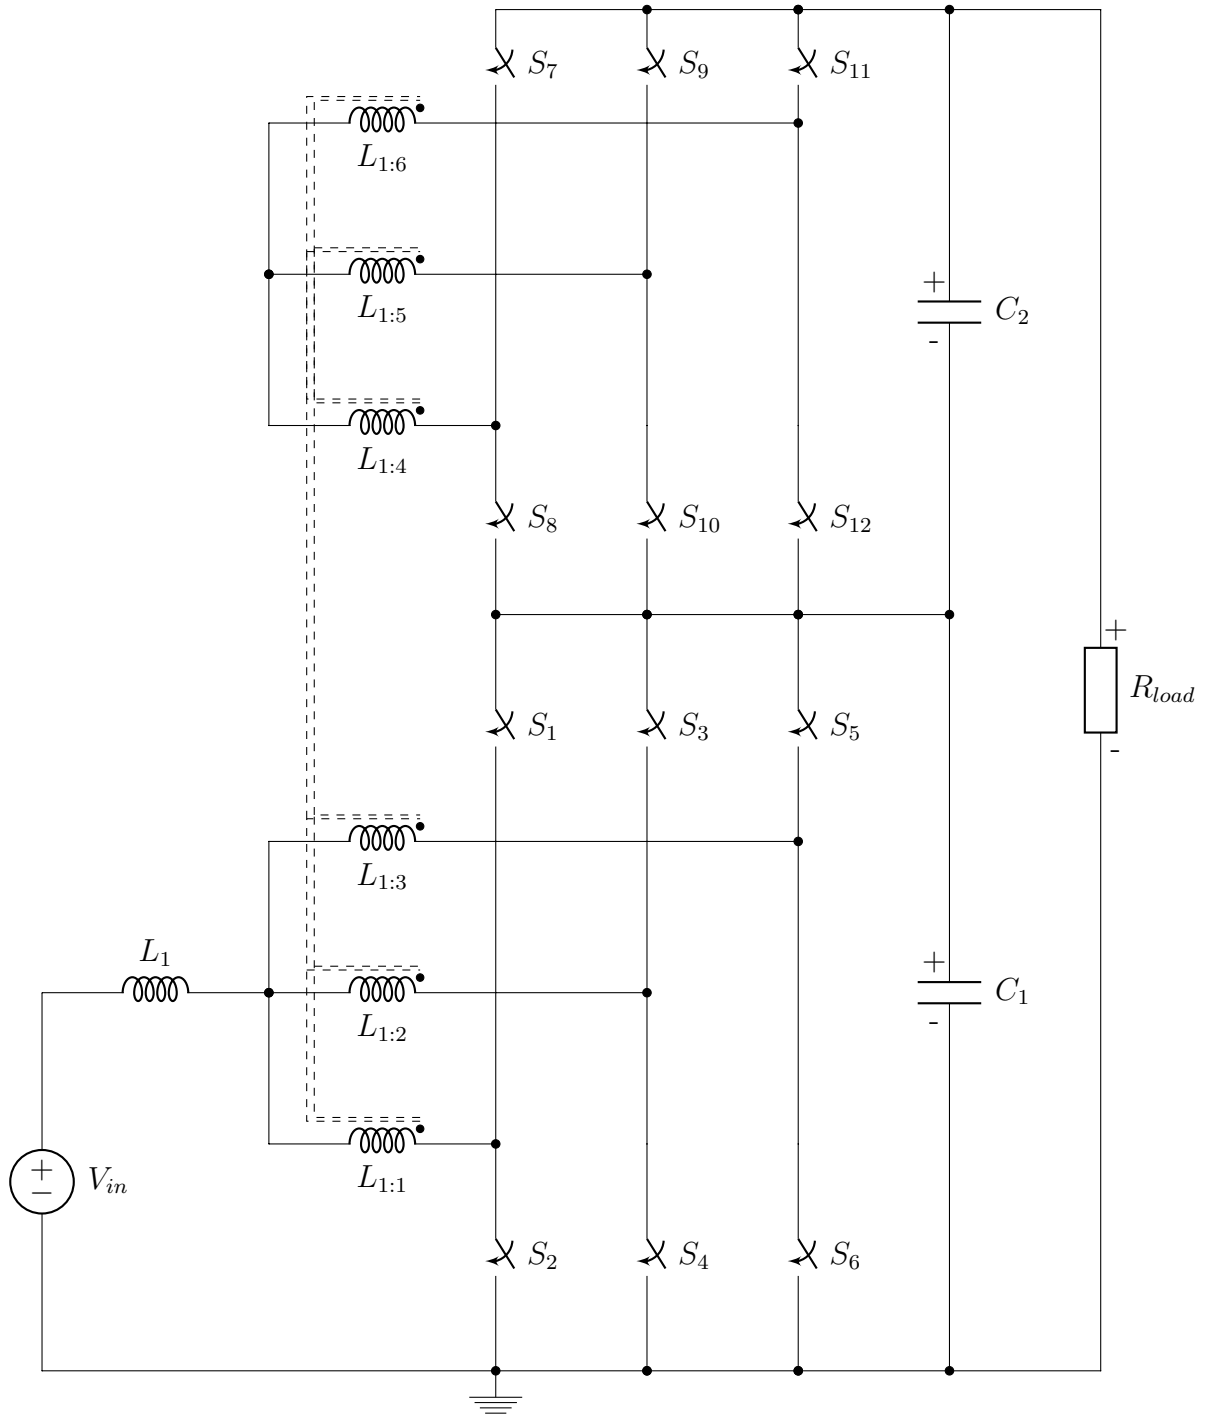 S7 S9 S11
L1:6
+
L1:5
C2
-
L1:4
S8 S10 S12
+
Rload
S1 S3 S5
-
L1:3
L1
+
L1:2
C1
-
+
Vin
−
L1:1
S2 S4 S6